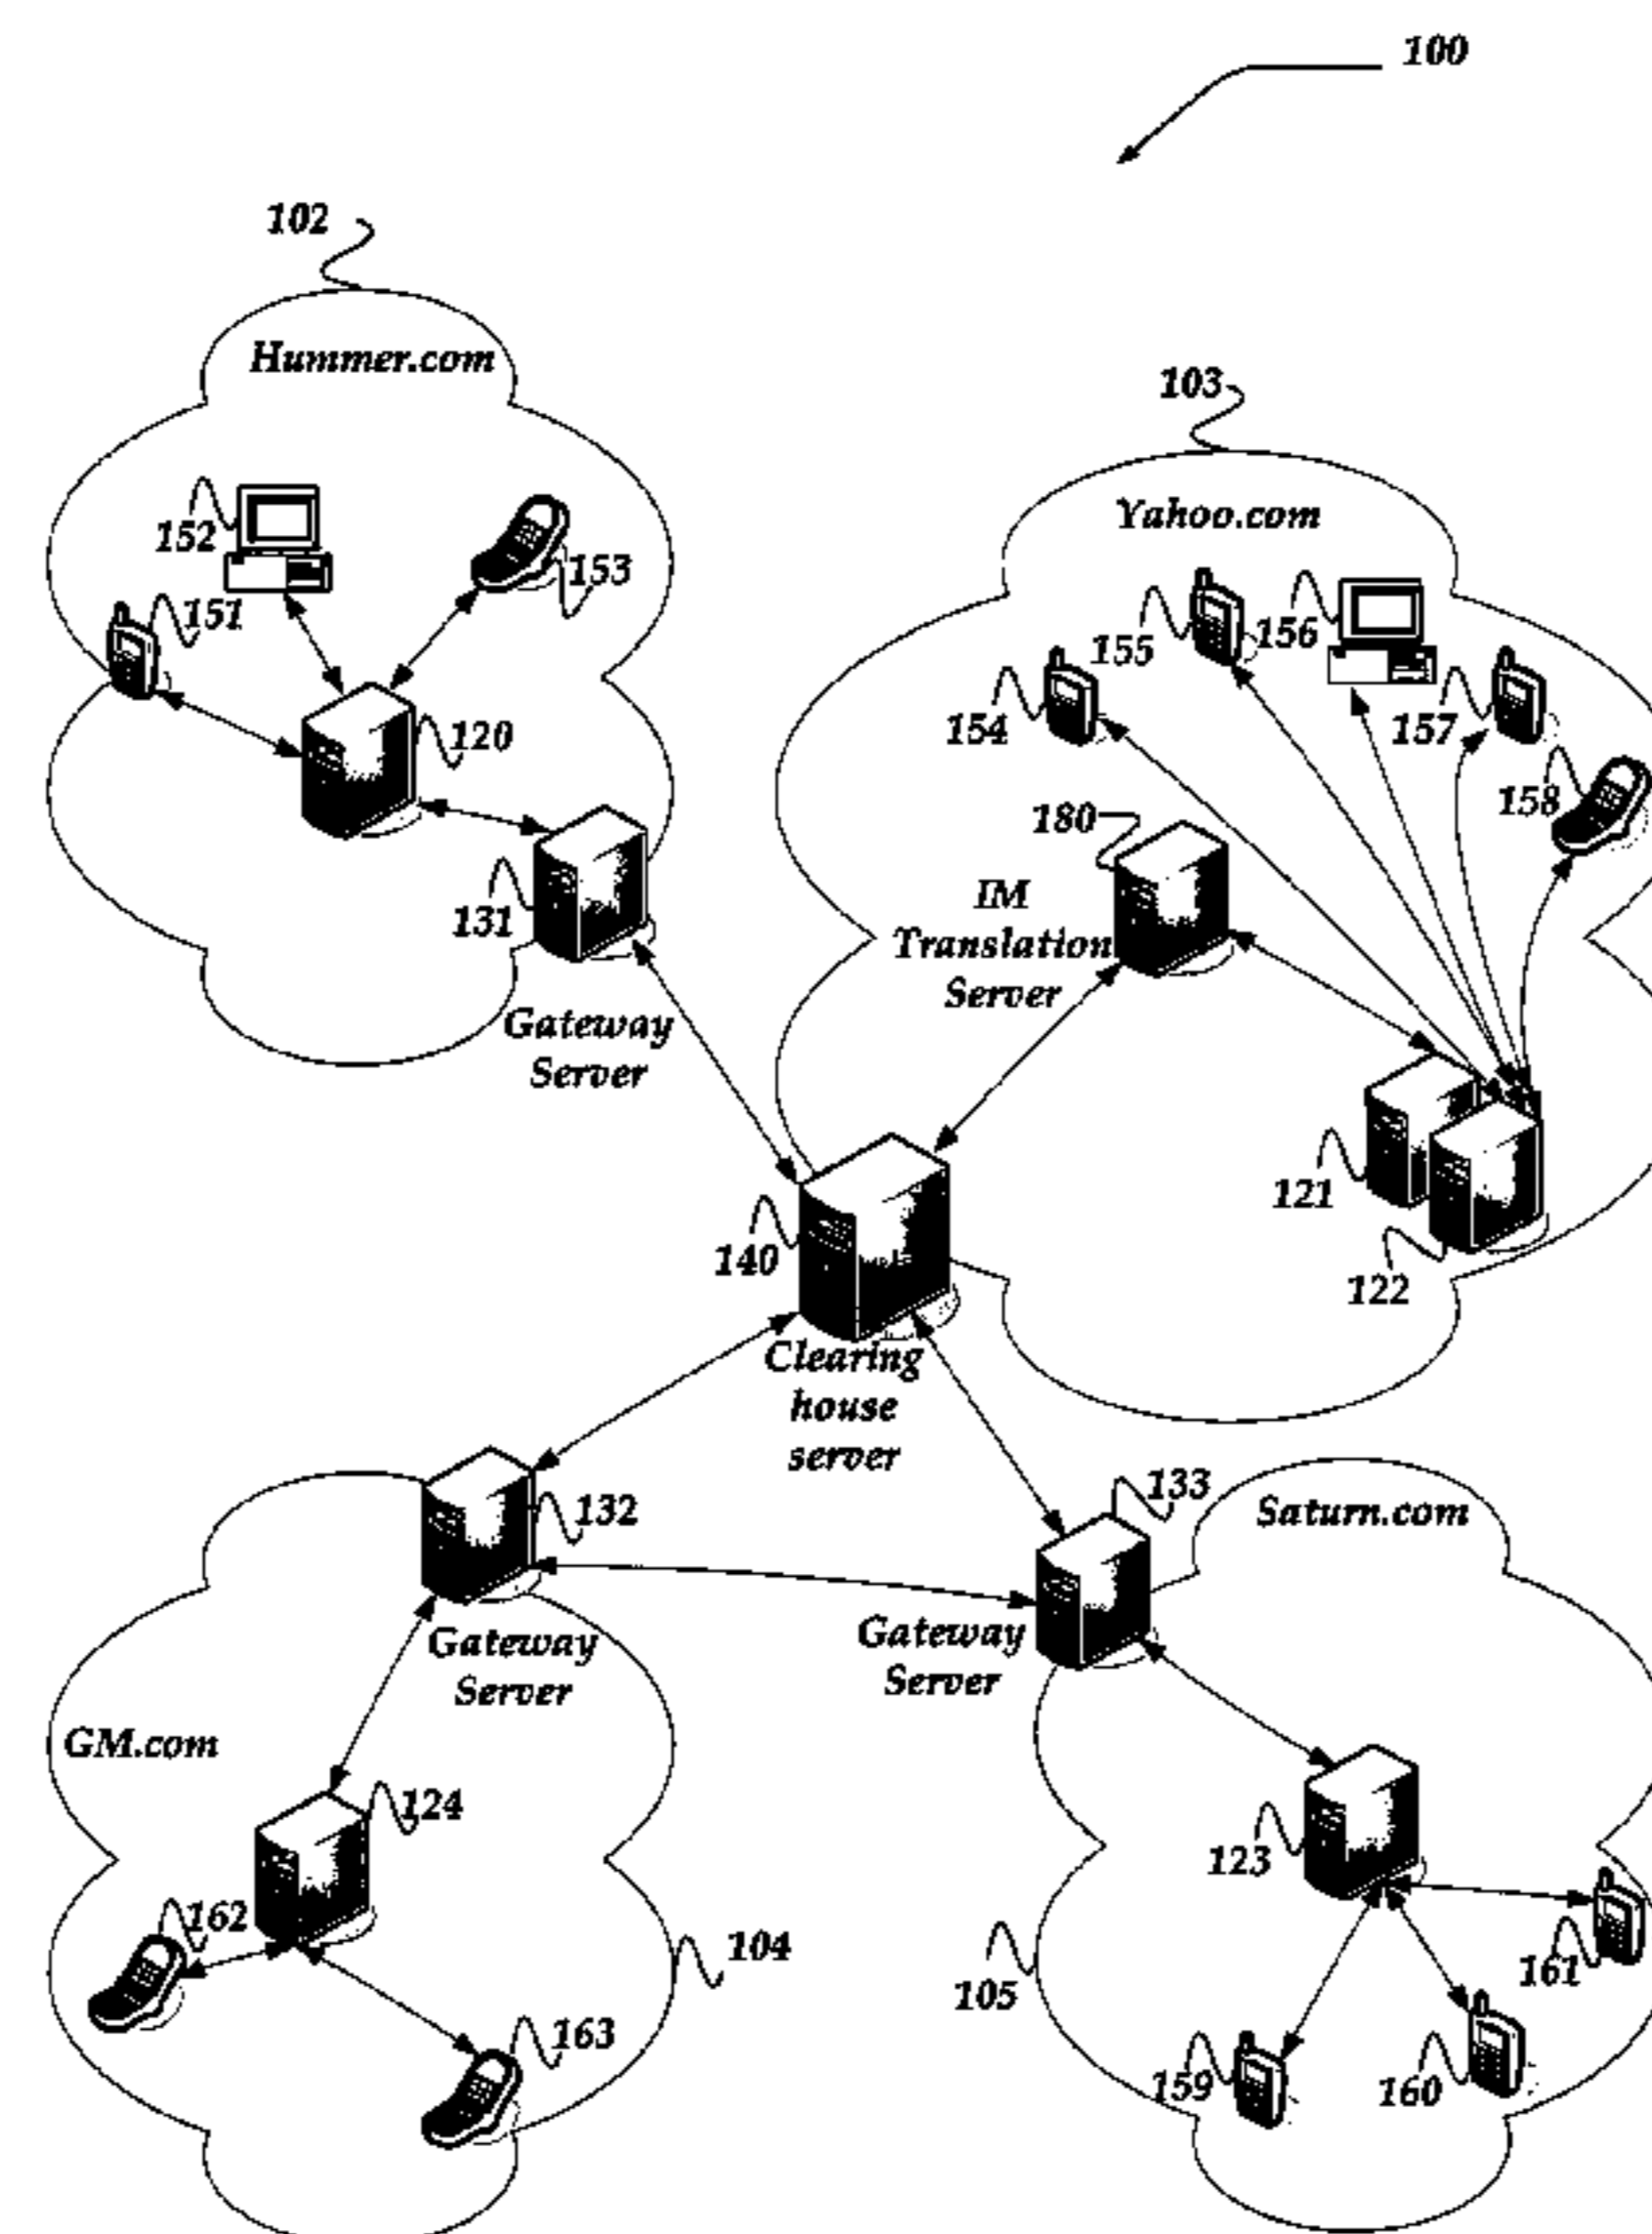 100
102
Hummer.com
103
Yahoo.com
152
153
151
155
156
154
157
120
158
180
131
IM
Translation
Server
Gateway
Server
121
140
122
Clearing
house
server
133
132
Saturn.com
Gateway
Server
Gateway
Server
GM.com
124
123
162
104
161
105
163
159
160